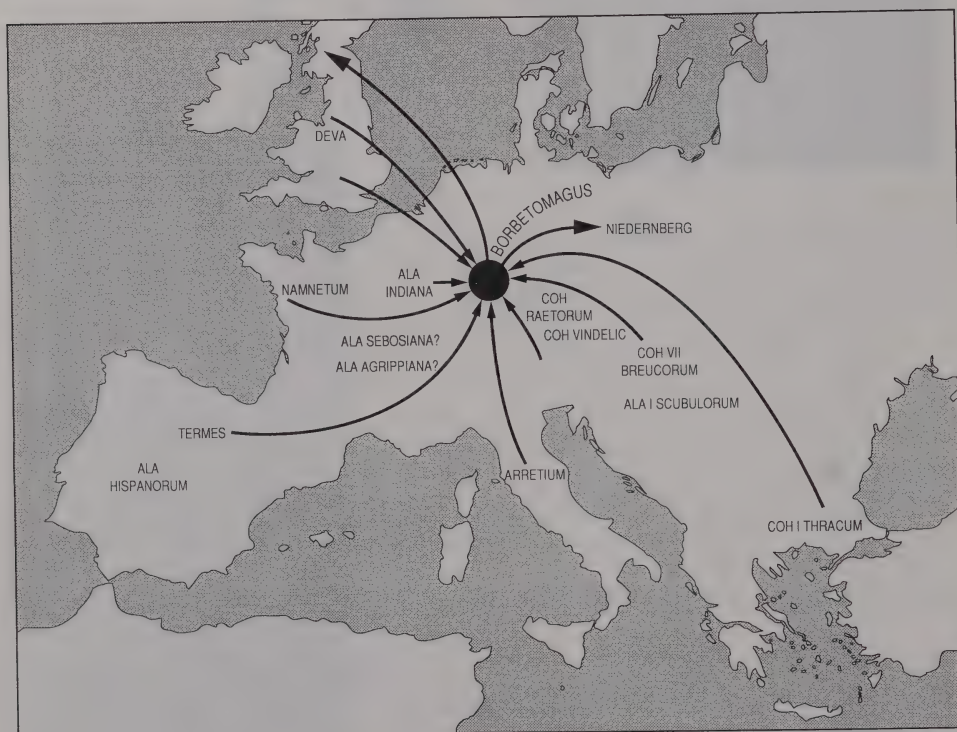 DEVA
BORBETOMAGUS
NIEDERNBERG
ALA
INDIANA
NAMNETUM
COH
RAETORUM
COH VINDELIC
ALA SEBOSIANA?
ALA AGRIPPIANA?
COH VII
BREUCORUM
ALA I SCUBULORUM
TERMES
ALA
HISPANORUM
ARRETIUM
COH I THRACUM